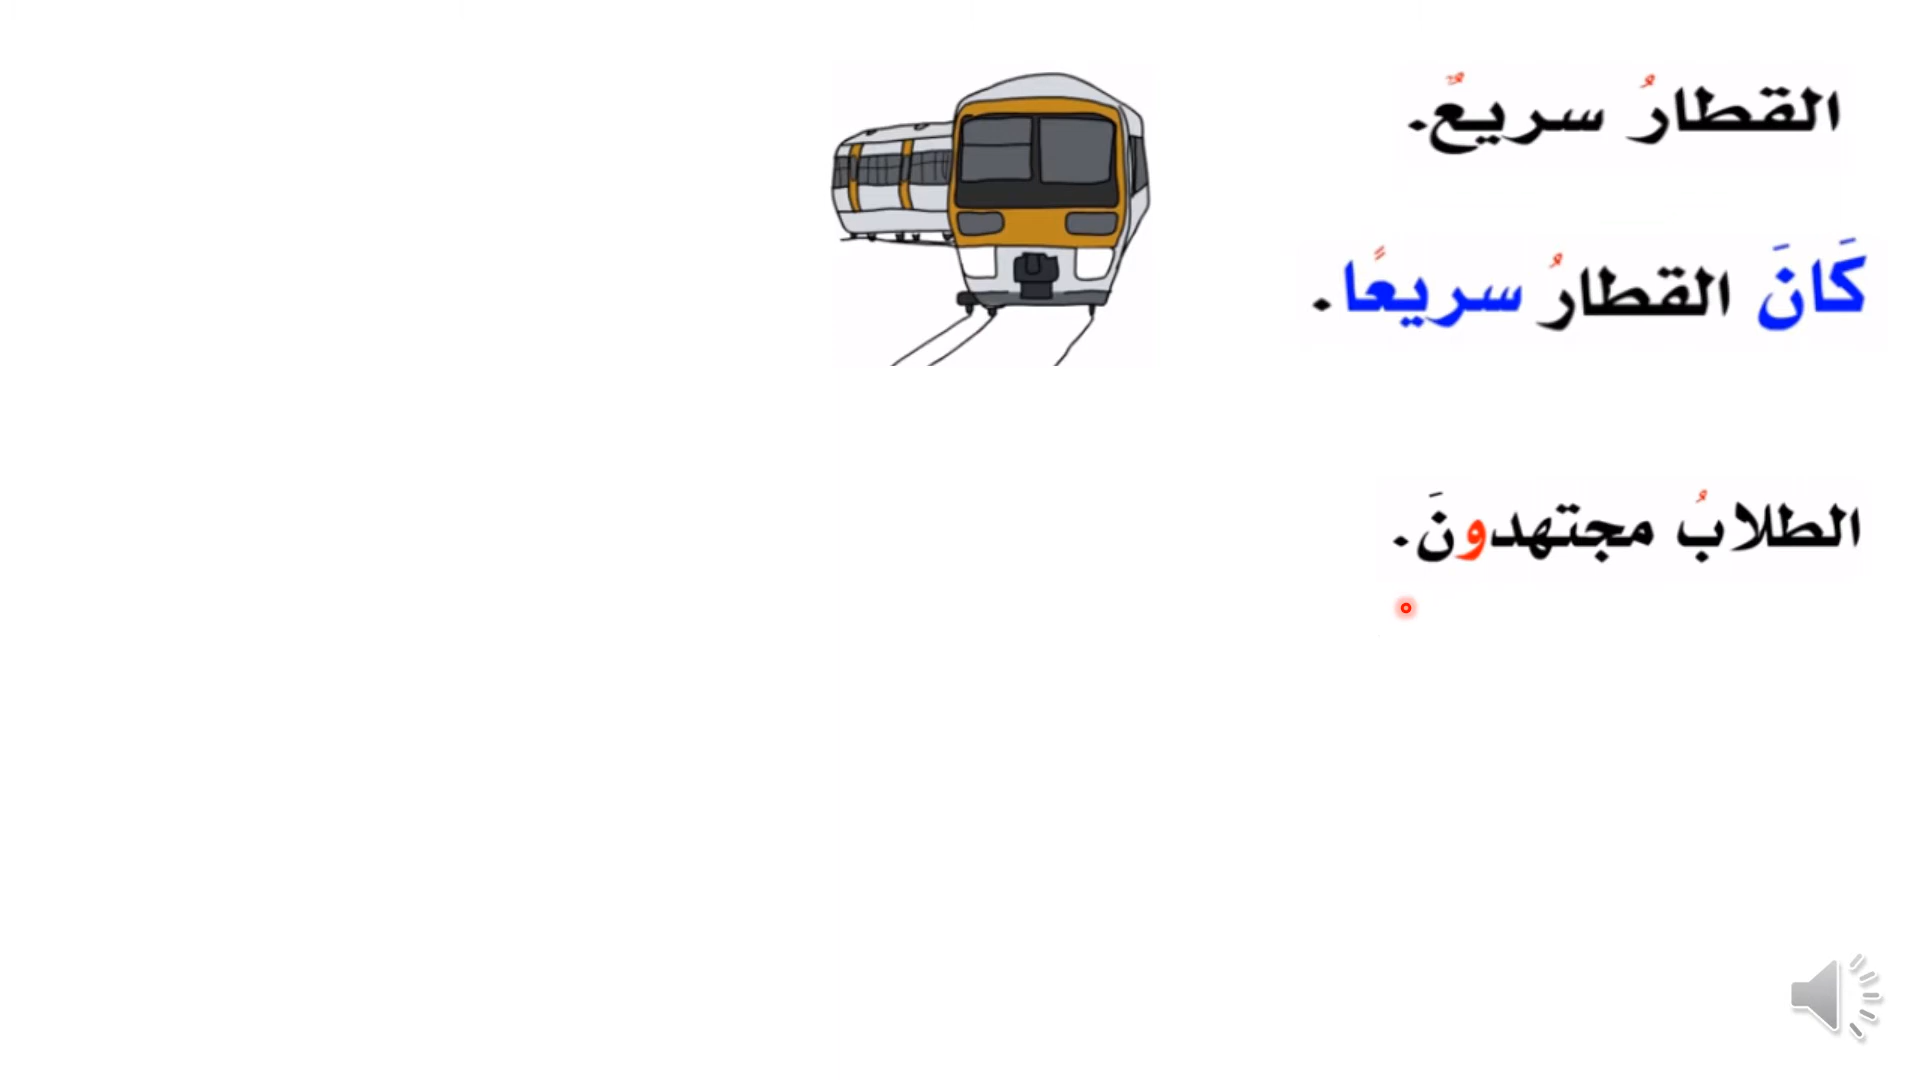 القطارُ سريعٌ.
كَانَ القطارُ سريعًا.
الطلابُ مجتهدونَ.